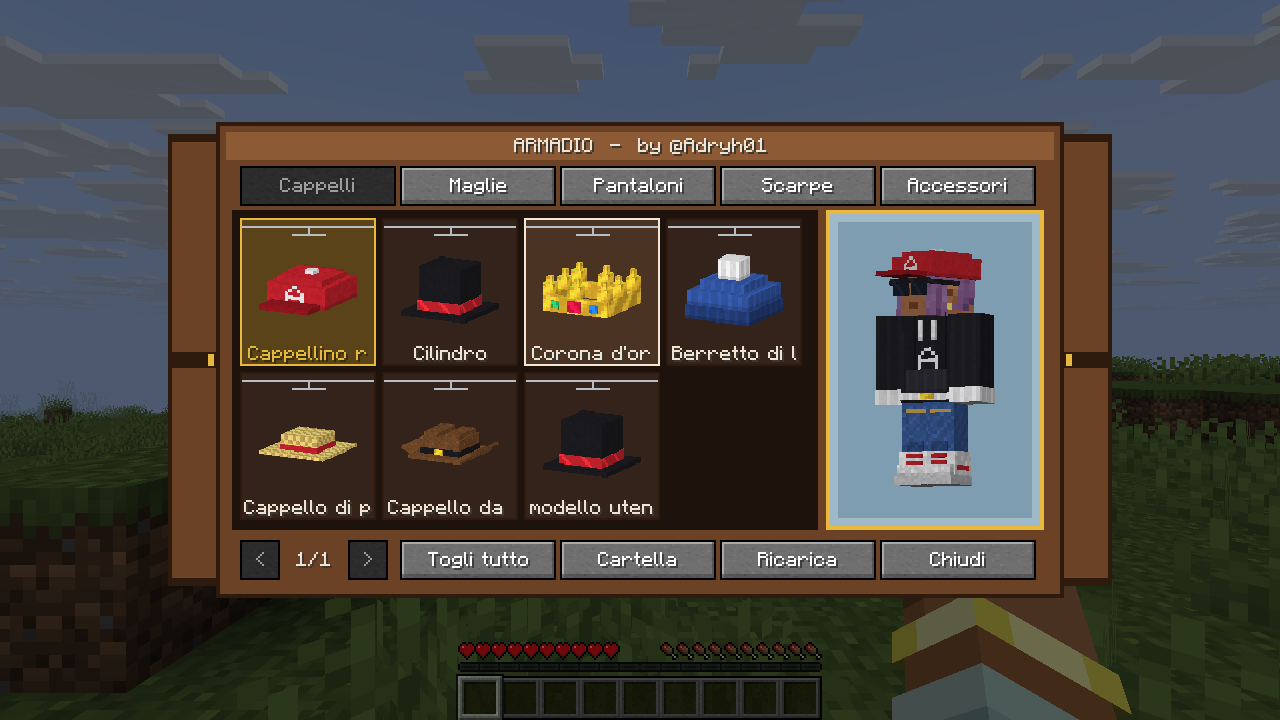 ARMADIO - by @Adryh01
Cappelli Maglie Pantaloni Scarpe Accessori
Cappellino r Cilindro Corona d'or Berretto di l
Cappello di p Cappello da modello uten
< 1/1 > Togli tutto Cartella Ricarica Chiudi